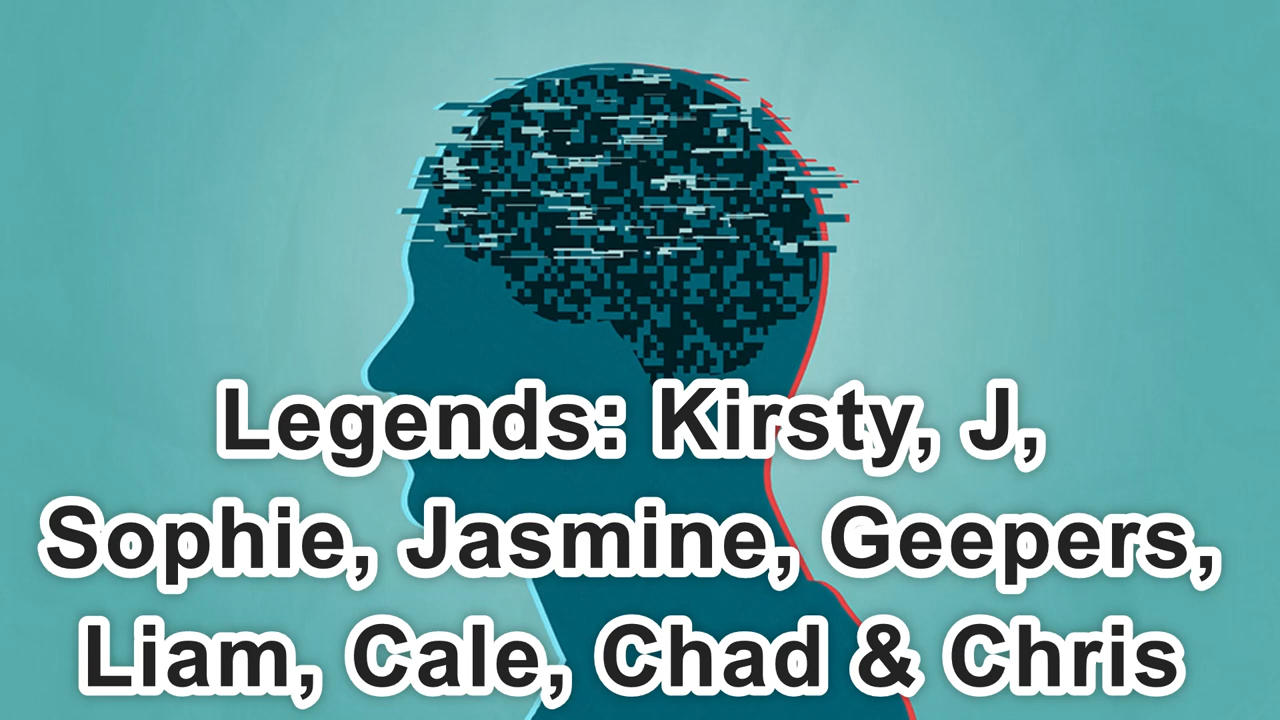 Legends: Kirsty, J,
Sophie, Jasmine, Geepers,
Liam, Cale, Chad & Chris